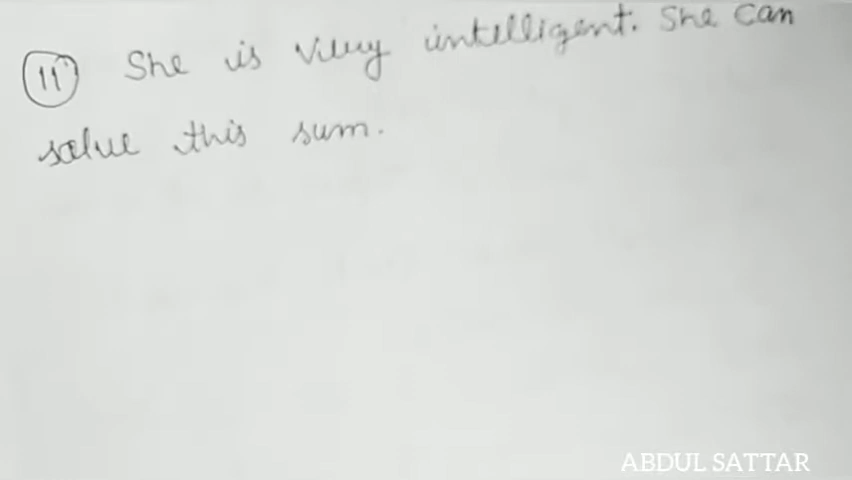 11 She is very intelligent. She can
solve this sum.
ABDUL SATTAR